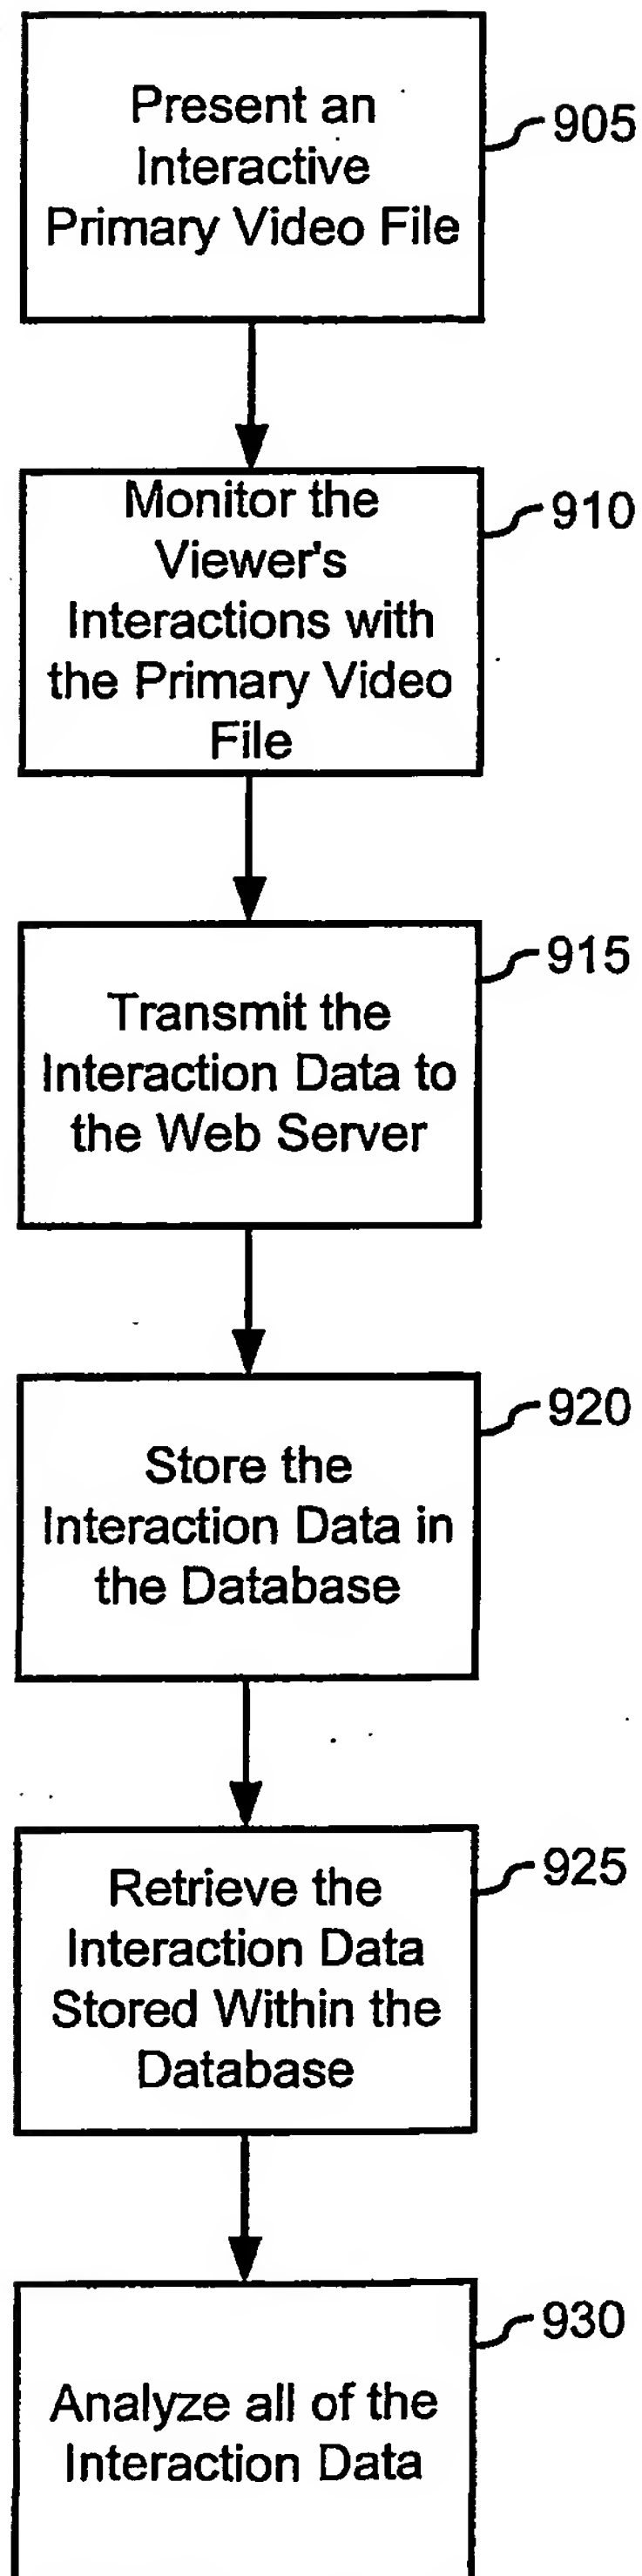 Present an
Interactive
Primary Video File
905
Monitor the
Viewer's
Interactions with
the Primary Video
File
910
Transmit the
Interaction Data to
the Web Server
915
Store the
Interaction Data in
the Database
920
Retrieve the
Interaction Data
Stored Within the
Database
925
Analyze all of the
Interaction Data
930